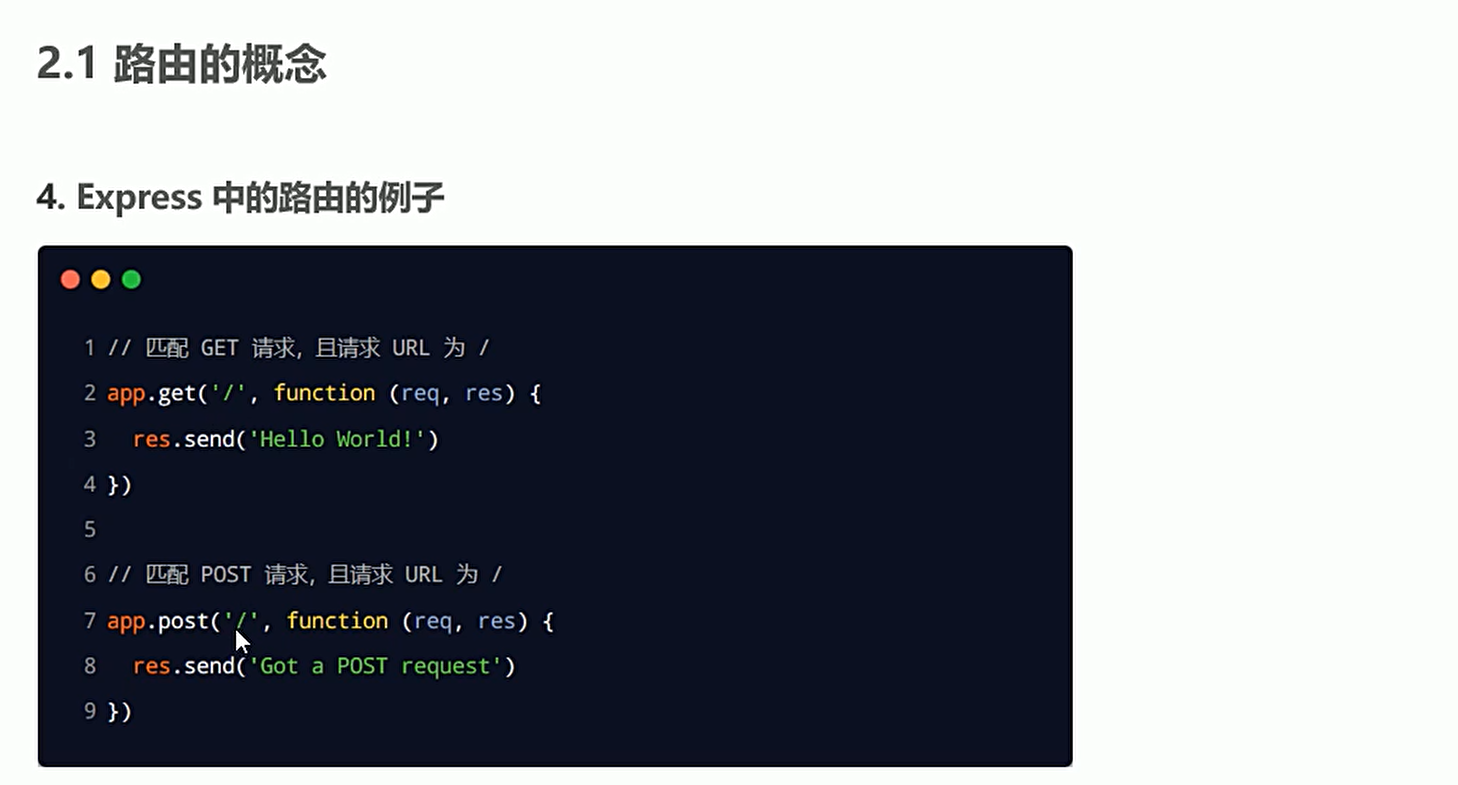 2.1 路由的概念
4. Express 中的路由的例子
1 // 匹配 GET 请求, 且请求 URL 为 /
2 app.get('/', function (req, res) {
3   res.send('Hello World!')
4 })
5
6 // 匹配 POST 请求, 且请求 URL 为 /
7 app.post('/', function (req, res) {
8   res.send('Got a POST request')
9 })